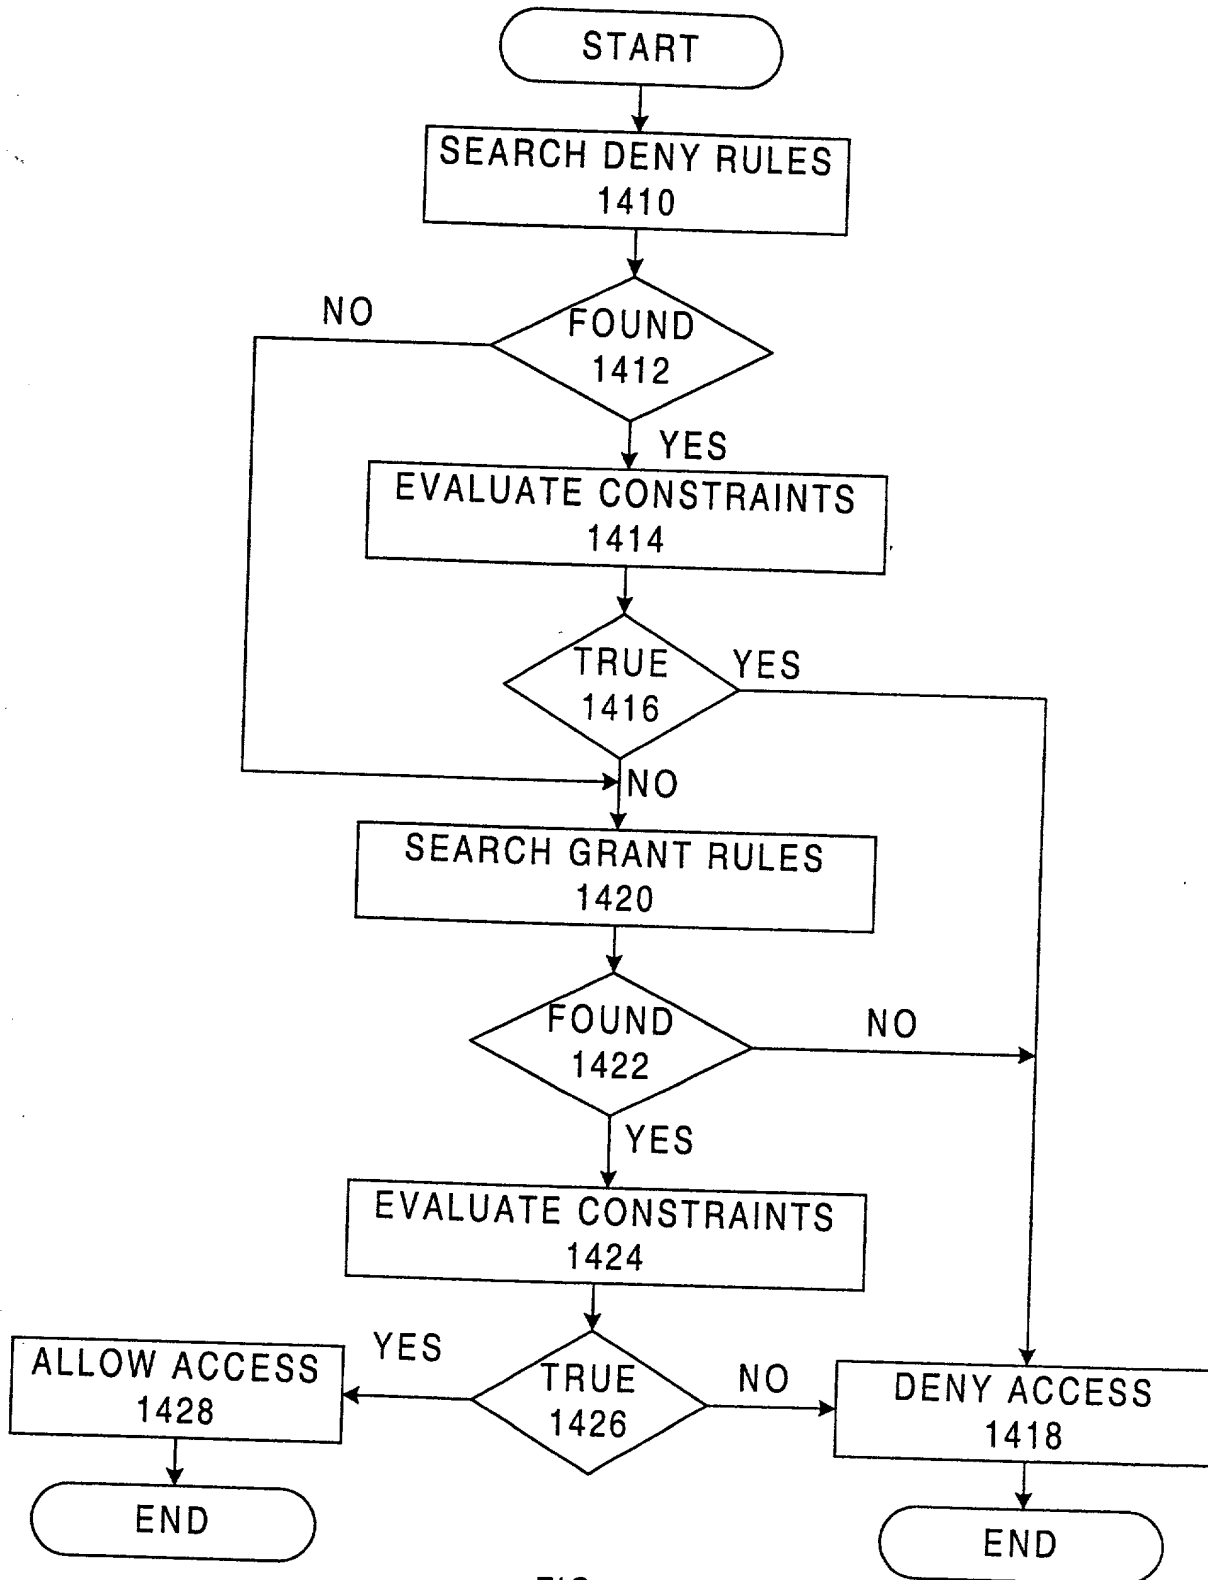 START
SEARCH DENY RULES
1410
NO
FOUND
1412
YES
EVALUATE CONSTRAINTS
1414
TRUE
1416
YES
NO
SEARCH GRANT RULES
1420
FOUND
1422
NO
YES
EVALUATE CONSTRAINTS
1424
ALLOW ACCESS
1428
YES
TRUE
1426
NO
DENY ACCESS
1418
END
END